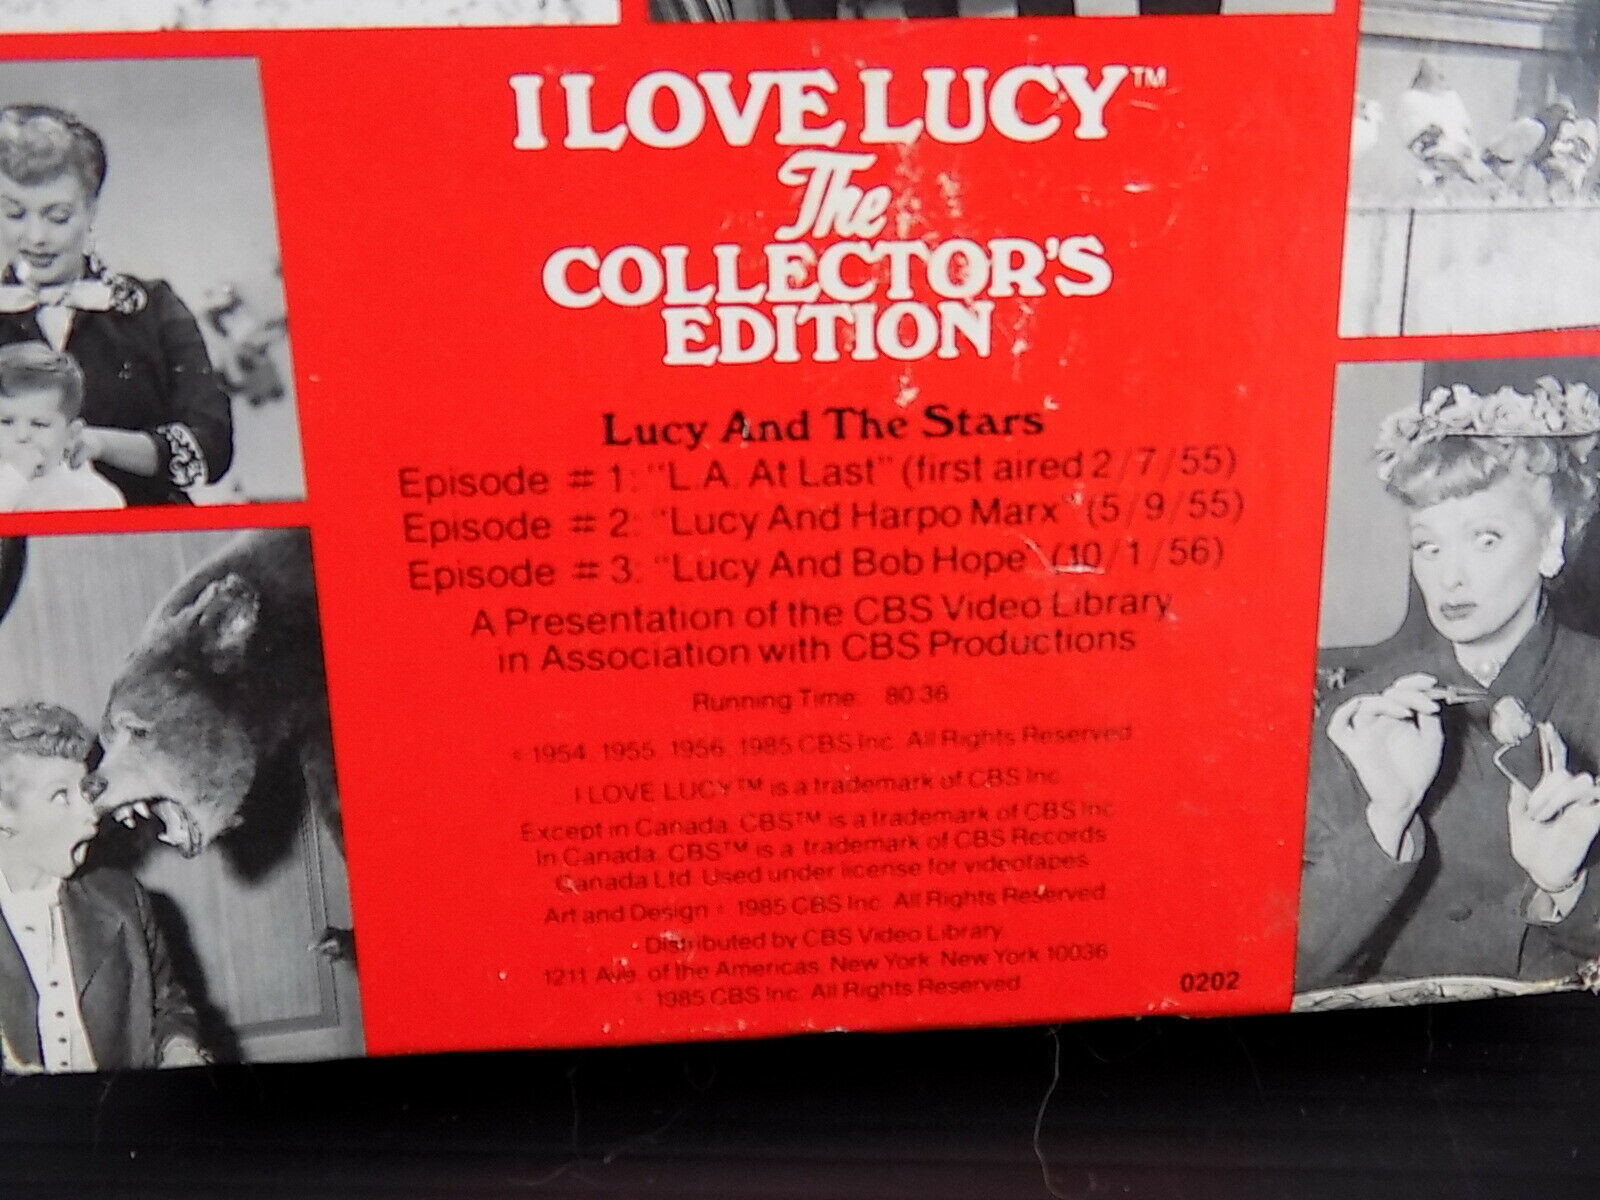 I LOVE LUCY™
The
COLLECTOR'S
EDITION
Lucy And The Stars
Episode #1: "L.A. At Last" (first aired 2/7/55)
Episode #2: "Lucy And Harpo Marx" (5/9/55)
Episode #3: "Lucy And Bob Hope" (10/1/56)
A Presentation of the CBS Video Library
in Association with CBS Productions
Running Time: 80:36
© 1954, 1955, 1956, 1985 CBS Inc. All Rights Reserved
I LOVE LUCY™ is a trademark of CBS Inc.
Except in Canada, CBS™ is a trademark of CBS Inc.
In Canada, CBS™ is a trademark of CBS Records
Canada Ltd. Used under license for videotapes.
Art and Design © 1985 CBS Inc. All Rights Reserved
Distributed by CBS Video Library
1211 Ave. of the Americas, New York, New York 10036
© 1985 CBS Inc. All Rights Reserved
0202